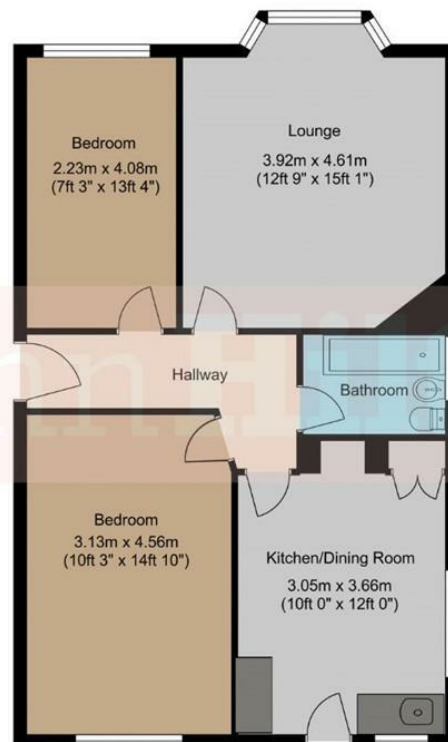 Bedroom
2.23m x 4.08m
(7ft 3" x 13ft 4")
Lounge
3.92m x 4.61m
(12ft 9" x 15ft 1")
Hallway
Bathroom
Bedroom
3.13m x 4.56m
(10ft 3" x 14ft 10")
Kitchen/Dining Room
3.05m x 3.66m
(10ft 0" x 12ft 0")